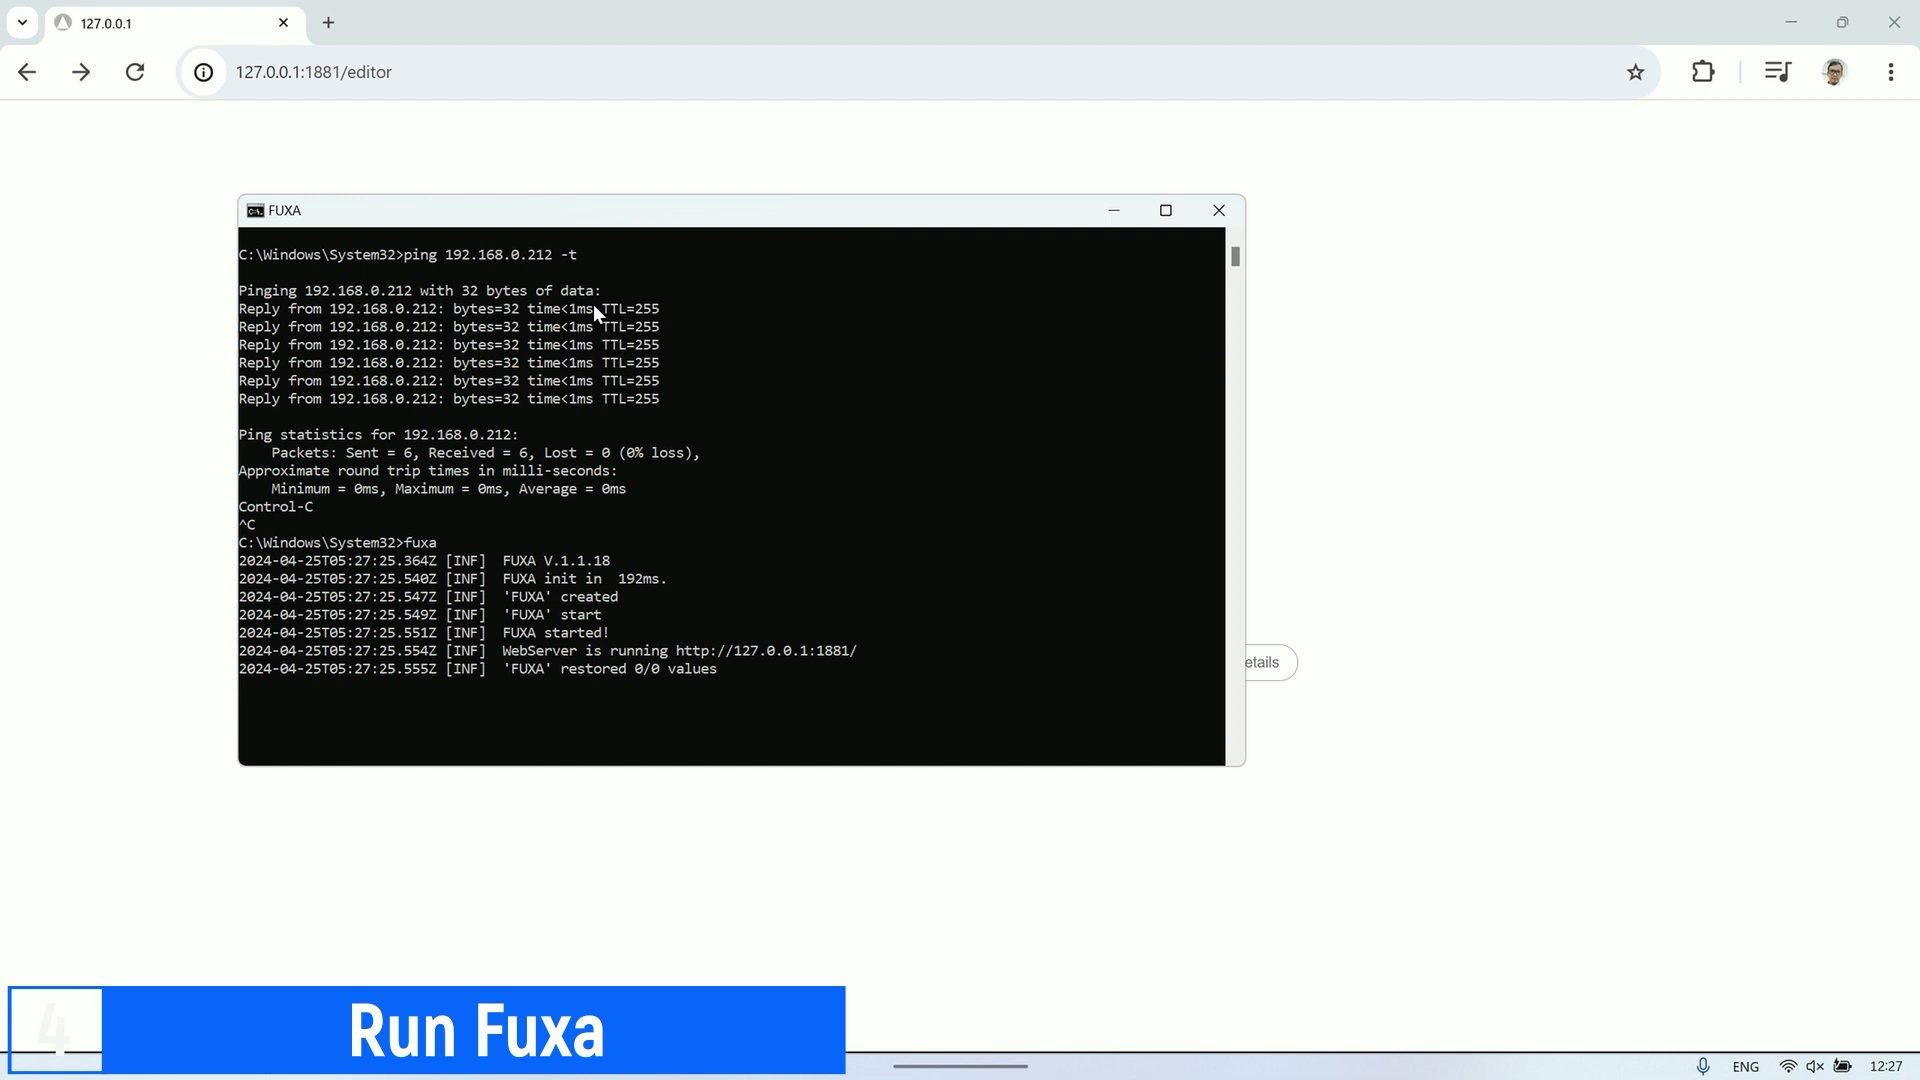 127.0.0.1
127.0.0.1:1881/editor
FUXA
C:\Windows\System32>ping 192.168.0.212 -t
Pinging 192.168.0.212 with 32 bytes of data:
Reply from 192.168.0.212: bytes=32 time<1ms TTL=255
Reply from 192.168.0.212: bytes=32 time<1ms TTL=255
Reply from 192.168.0.212: bytes=32 time<1ms TTL=255
Reply from 192.168.0.212: bytes=32 time<1ms TTL=255
Reply from 192.168.0.212: bytes=32 time<1ms TTL=255
Reply from 192.168.0.212: bytes=32 time<1ms TTL=255
Ping statistics for 192.168.0.212:
Packets: Sent = 6, Received = 6, Lost = 0 (0% loss),
Approximate round trip times in milli-seconds:
Minimum = 0ms, Maximum = 0ms, Average = 0ms
Control-C
^C
C:\Windows\System32>fuxa
2024-04-25T05:27:25.364Z [INF]  FUXA V.1.1.18
2024-04-25T05:27:25.540Z [INF]  FUXA init in  192ms.
2024-04-25T05:27:25.547Z [INF]  'FUXA' created
2024-04-25T05:27:25.549Z [INF]  'FUXA' start
2024-04-25T05:27:25.551Z [INF]  FUXA started!
2024-04-25T05:27:25.554Z [INF]  WebServer is running http://127.0.0.1:1881/
2024-04-25T05:27:25.555Z [INF]  'FUXA' restored 0/0 values
etails
4 Run Fuxa
ENG 12:27